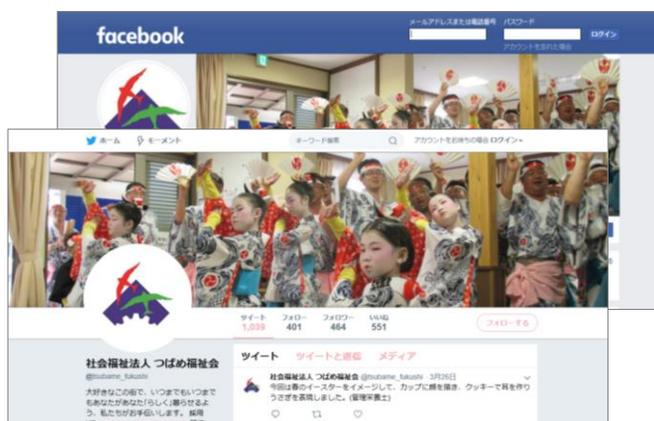 facebook
メールアドレスまたは電話番号 パスワード
ログイン
アカウントを忘れた場合
ホーム モーメント
キーワード検索
アカウントをお持ちの場合 ログイン
ツイート フォロー フォロワー いいね
1,039 401 464 551
フォローする
社会福祉法人 つばめ福祉会
@tsubame_fukushi
大好きなこの街で、いつまでもいつまで
もあなたがあなた「らしく」暮らせるよ
う、私たちがお手伝いします。 採用
ツイート ツイートと返信 メディア
社会福祉法人 つばめ福祉会 @tsubame_fukushi · 3月26日
今回は春のイースターをイメージして、カップに顔を描き、クッキーで耳を作り
うさぎを表現しました。(管理栄養士)